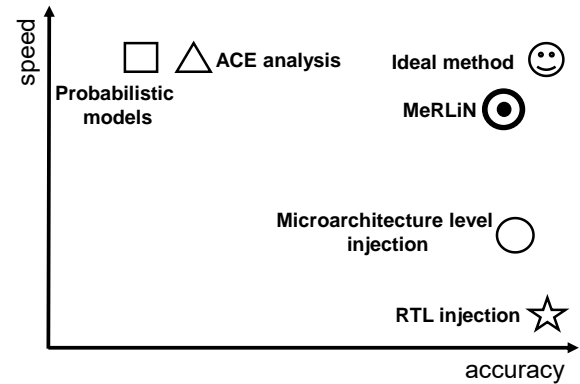 speed
ACE analysis
Ideal method
Probabilistic
models
MeRLiN
Microarchitecture level
injection
RTL injection
accuracy